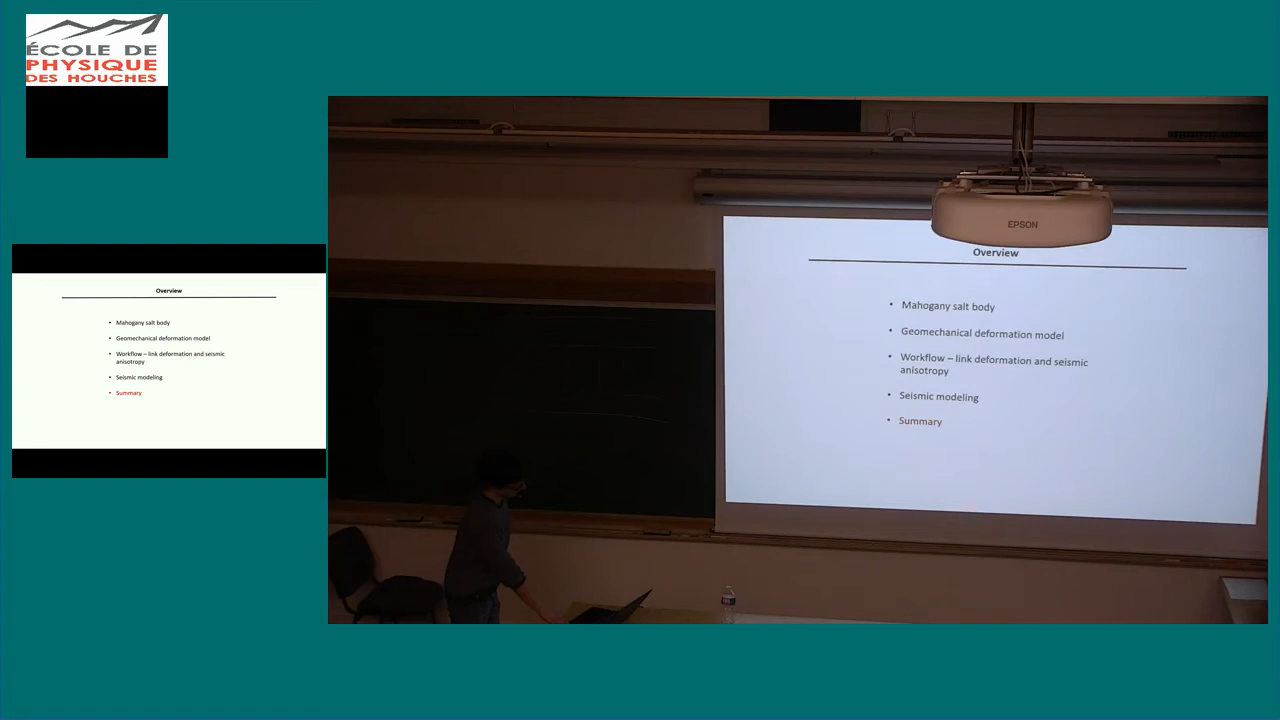 ÉCOLE DE
PHYSIQUE
DES HOUCHES
Overview
• Mahogany salt body
• Geomechanical deformation model
• Workflow – link deformation and seismic
anisotropy
• Seismic modeling
• Summary
EPSON
Overview
• Mahogany salt body
• Geomechanical deformation model
• Workflow – link deformation and seismic
anisotropy
• Seismic modeling
• Summary